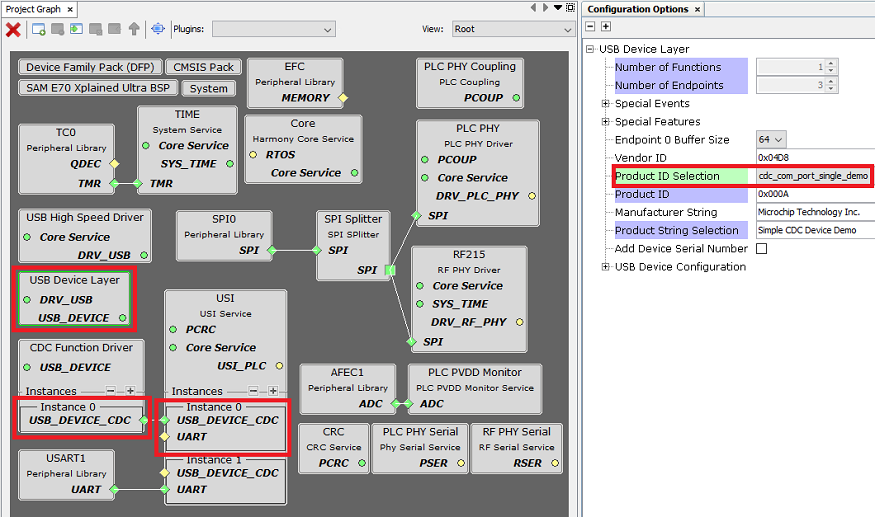 Project Graph ×
Plugins:
View: Root
Device Family Pack (DFP)
CMSIS Pack
SAM E70 Xplained Ultra BSP
System
EFC
Peripheral Library
MEMORY
PLC PHY Coupling
PLC Coupling
PCOUP
TIME
System Service
Core Service
SYS_TIME
TMR
Core
Harmony Core Service
RTOS
Core Service
TC0
Peripheral Library
QDEC
TMR
PLC PHY
PLC PHY Driver
PCOUP
Core Service
DRV_PLC_PHY
SPI
USB High Speed Driver
Core Service
DRV_USB
SPI0
Peripheral Library
SPI
SPI Splitter
SPI SPlitter
SPI
SPI
RF215
RF PHY Driver
Core Service
SYS_TIME
DRV_RF_PHY
SPI
USB Device Layer
DRV_USB
USB_DEVICE
USI
USI Service
PCRC
Core Service
USI_PLC
Instances
Instance 0
USB_DEVICE_CDC
UART
Instance 1
USB_DEVICE_CDC
UART
CDC Function Driver
USB_DEVICE
Instances
Instance 0
USB_DEVICE_CDC
AFEC1
Peripheral Library
ADC
PLC PVDD Monitor
PLC PVDD Monitor Service
ADC
CRC
CRC Service
PCRC
PLC PHY Serial
Phy Serial Service
PSER
RF PHY Serial
RF Serial Service
RSER
USART1
Peripheral Library
UART
Configuration Options ×
USB Device Layer
Number of Functions 1
Number of Endpoints 3
Special Events
Special Features
Endpoint 0 Buffer Size 64
Vendor ID 0x04D8
Product ID Selection cdc_com_port_single_demo
Product ID 0x000A
Manufacturer String Microchip Technology Inc.
Product String Selection Simple CDC Device Demo
Add Device Serial Number
USB Device Configuration